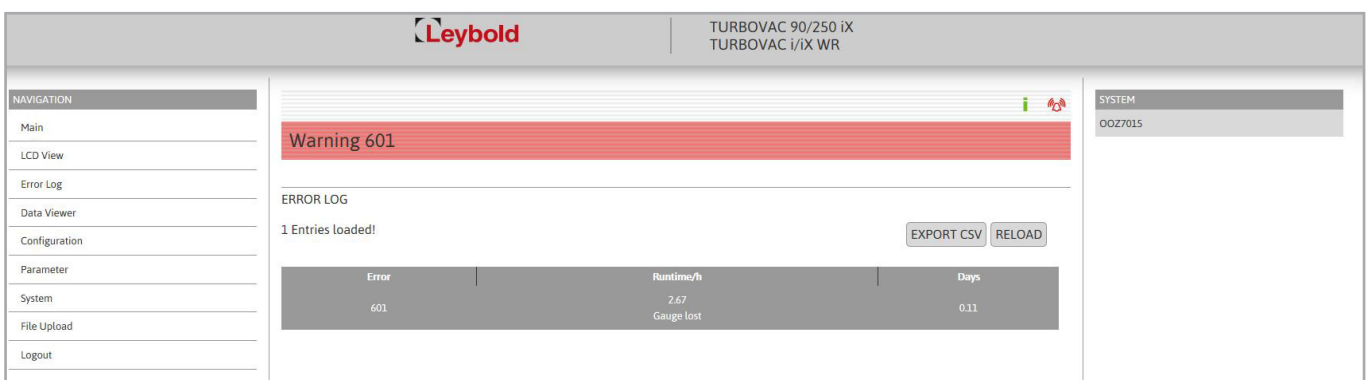 Leybold
TURBOVAC 90/250 iX
TURBOVAC i/iX WR
NAVIGATION
Main
LCD View
Error Log
Data Viewer
Configuration
Parameter
System
File Upload
Logout
i
Warning 601
ERROR LOG
1 Entries loaded!
EXPORT CSV RELOAD
Error Runtime/h Days
601 2.67 0.11
Gauge lost
SYSTEM
OOZ7015